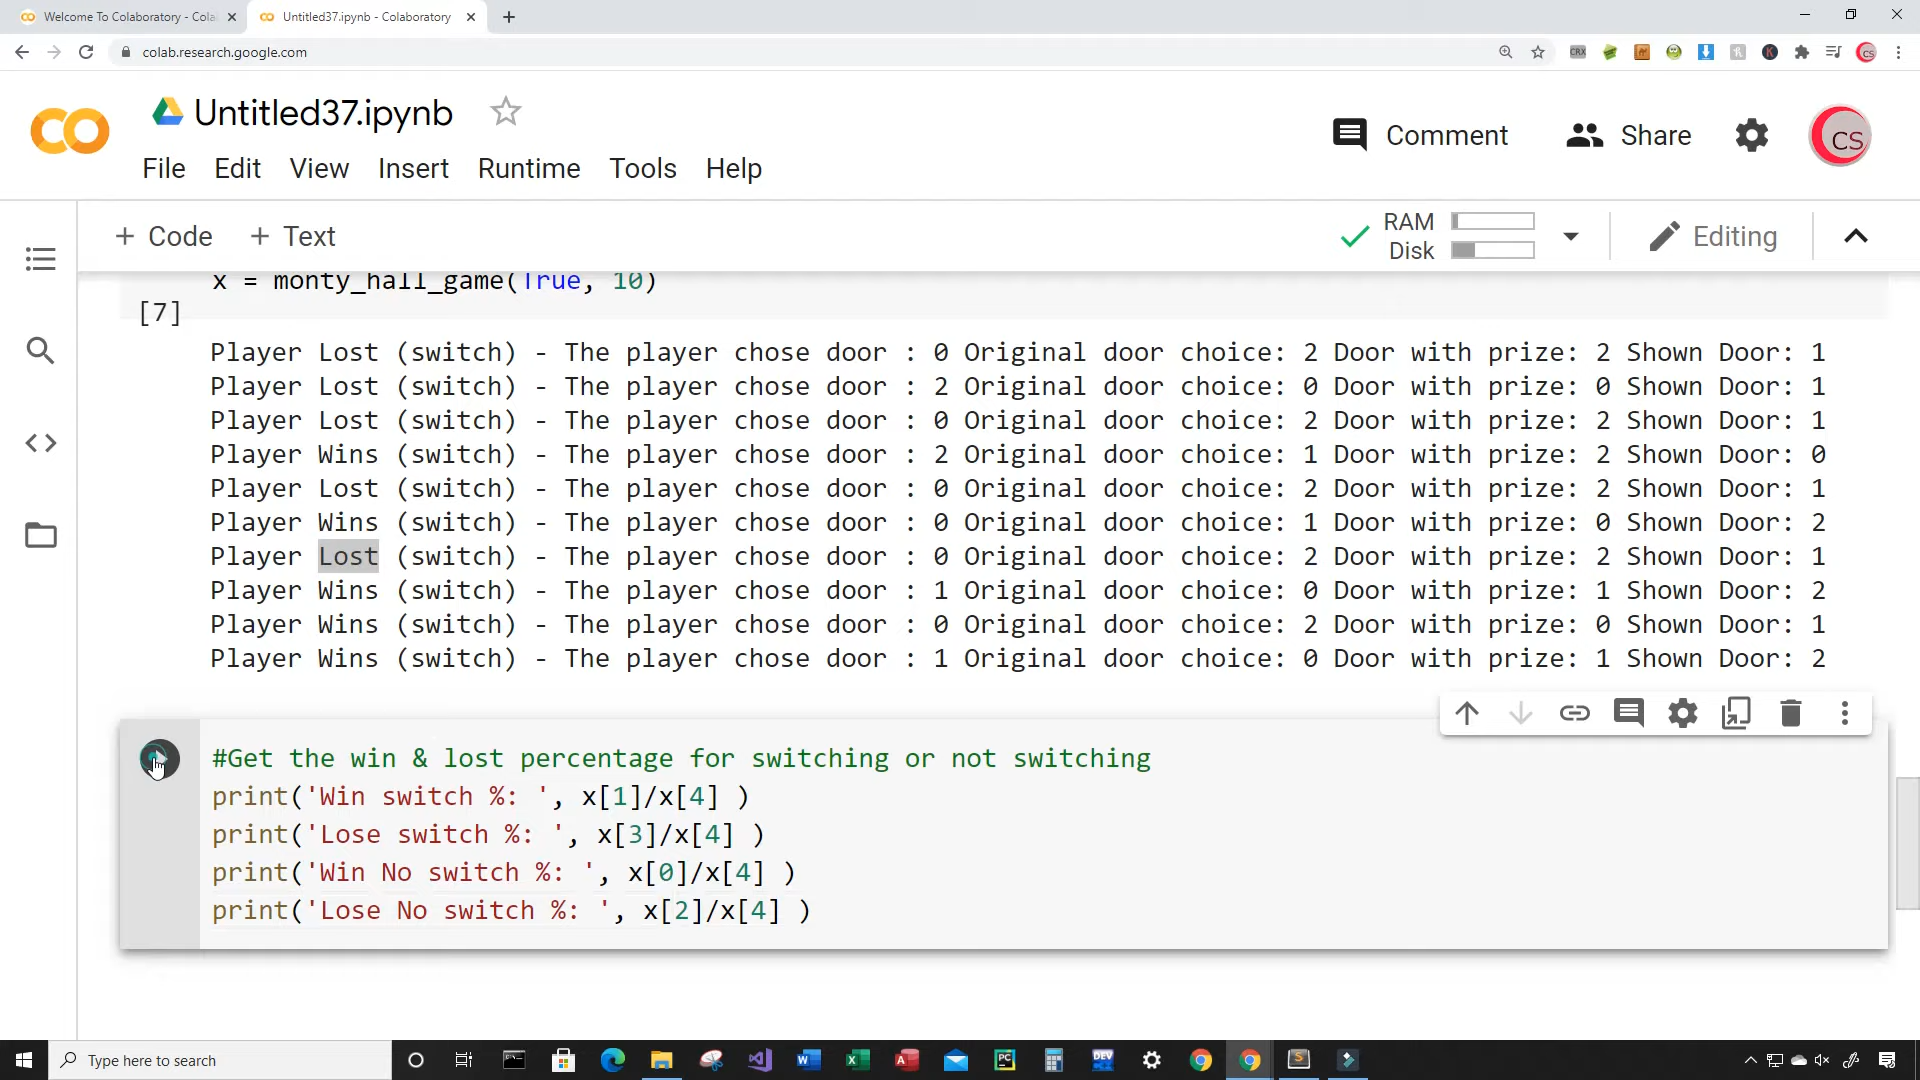 Welcome To Colaboratory - Cola
Untitled37.ipynb - Colaboratory
colab.research.google.com
CRX
CS
Untitled37.ipynb
Comment
Share
CS
File Edit View Insert Runtime Tools Help
+ Code + Text
RAM
Disk
Editing
x = monty_hall_game(True, 10)
[7]
Player Lost (switch) - The player chose door : 0 Original door choice: 2 Door with prize: 2 Shown Door: 1
Player Lost (switch) - The player chose door : 2 Original door choice: 0 Door with prize: 0 Shown Door: 1
Player Lost (switch) - The player chose door : 0 Original door choice: 2 Door with prize: 2 Shown Door: 1
Player Wins (switch) - The player chose door : 2 Original door choice: 1 Door with prize: 2 Shown Door: 0
Player Lost (switch) - The player chose door : 0 Original door choice: 2 Door with prize: 2 Shown Door: 1
Player Wins (switch) - The player chose door : 0 Original door choice: 1 Door with prize: 0 Shown Door: 2
Player Lost (switch) - The player chose door : 0 Original door choice: 2 Door with prize: 2 Shown Door: 1
Player Wins (switch) - The player chose door : 1 Original door choice: 0 Door with prize: 1 Shown Door: 2
Player Wins (switch) - The player chose door : 0 Original door choice: 2 Door with prize: 0 Shown Door: 1
Player Wins (switch) - The player chose door : 1 Original door choice: 0 Door with prize: 1 Shown Door: 2
#Get the win & lost percentage for switching or not switching
print('Win switch %: ', x[1]/x[4] )
print('Lose switch %: ', x[3]/x[4] )
print('Win No switch %: ', x[0]/x[4] )
print('Lose No switch %: ', x[2]/x[4] )
Type here to search